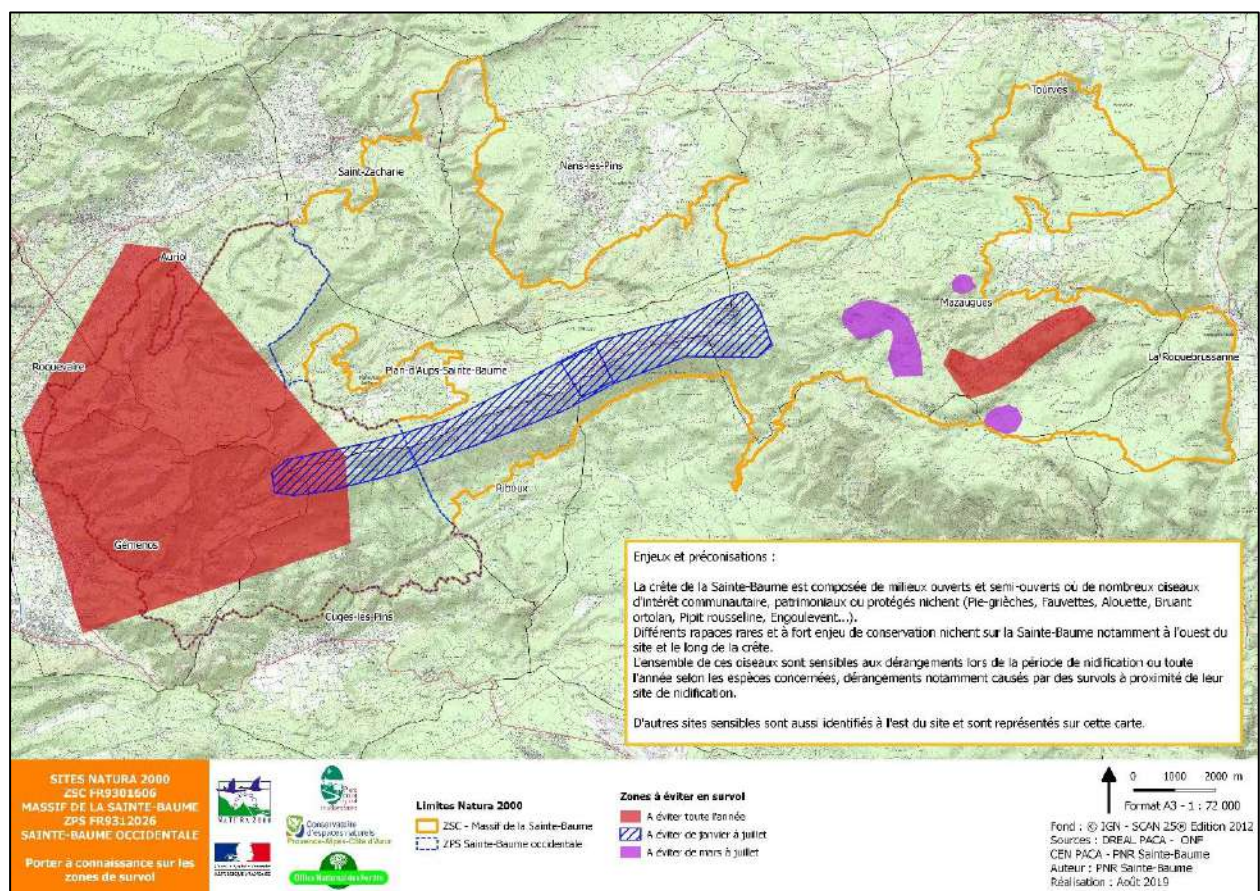 Tourves
Saint-Zacharie
Nans-les-Pins
Auriol
Mazaugues
Roquevaire
Plan-d'Aups-Sainte-Baume
La Roquebrussanne
Riboux
Gémenos
Cuges-les-Pins
Enjeux et préconisations :
La crête de la Sainte-Baume est composée de milieux ouverts et semi-ouverts où de nombreux oiseaux
d'intérêt communautaire, patrimoniaux ou protégés nichent (Pie-grièches, Fauvettes, Alouette, Bruant
ortolan, Pipit rousseline, Engoulevent...).
Différents rapaces rares et à fort enjeu de conservation nichent sur la Sainte-Baume notamment à l'ouest du
site et le long de la crête.
L'ensemble de ces oiseaux sont sensibles aux dérangements lors de la période de nidification ou toute
l'année selon les espèces concernées, dérangements notamment causés par des survols à proximité de leur
site de nidification.
D'autres sites sensibles sont aussi identifiés à l'est du site et sont représentés sur cette carte.
SITES NATURA 2000
ZSC FR9301606
MASSIF DE LA SAINTE-BAUME
ZPS FR9312026
SAINTE-BAUME OCCIDENTALE
Porter à connaissance sur les
zones de survol
NATURA 2000
Conservatoire
d'espaces naturels
Provence-Alpes-Côte d'Azur
Office National des Forêts
RÉPUBLIQUE FRANÇAISE
Limites Natura 2000
ZSC - Massif de la Sainte-Baume
ZPS Sainte-Baume occidentale
Zones à éviter en survol
A éviter toute l'année
A éviter de janvier à juillet
A éviter de mars à juillet
0 1000 2000 m
Format A3 - 1 : 72 000
Fond : © IGN - SCAN 25® Edition 2012
Sources : DREAL PACA - ONF
CEN PACA - PNR Sainte-Baume
Auteur : PNR Sainte-Baume
Réalisation : Août 2019